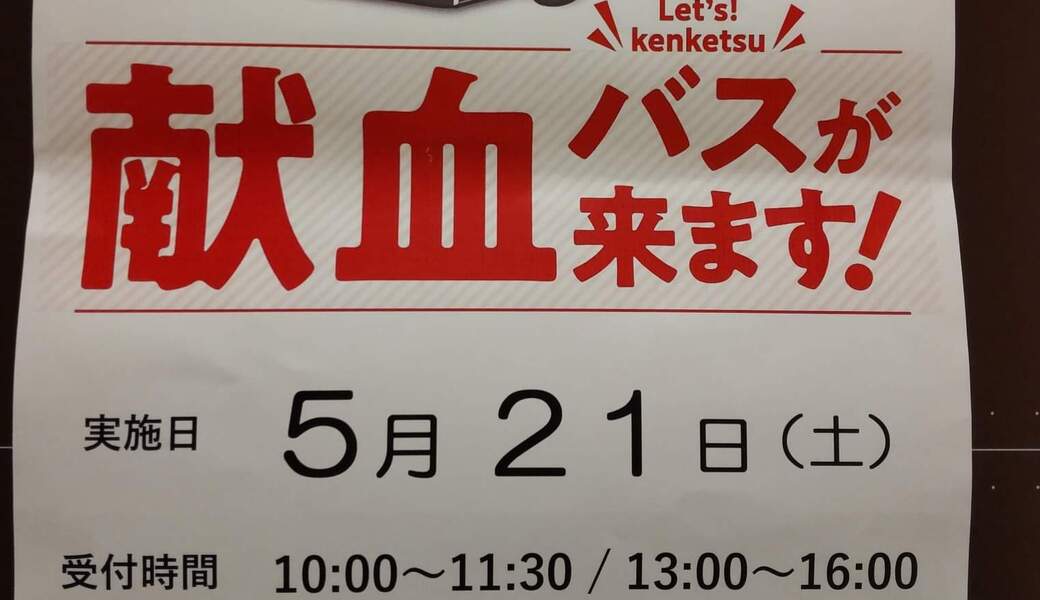 Let's!
kenketsu
献血バスが
来ます!
実施日 5月21日(土)
受付時間 10:00〜11:30 / 13:00〜16:00